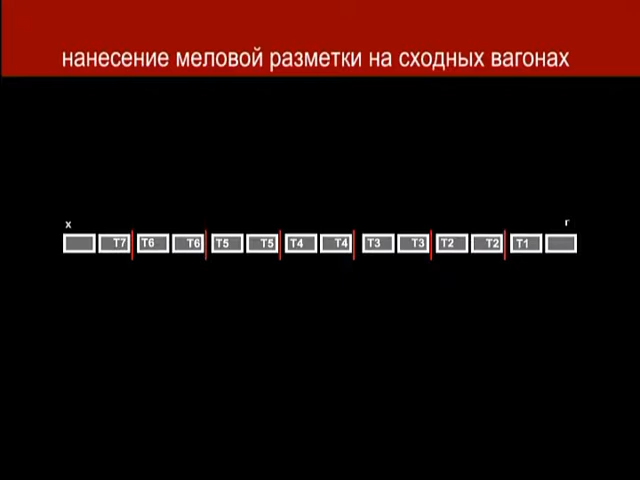 нанесение меловой разметки на сходных вагонах
х г
Т7 Т6 Т6 Т5 Т5 Т4 Т4 Т3 Т3 Т2 Т2 Т1